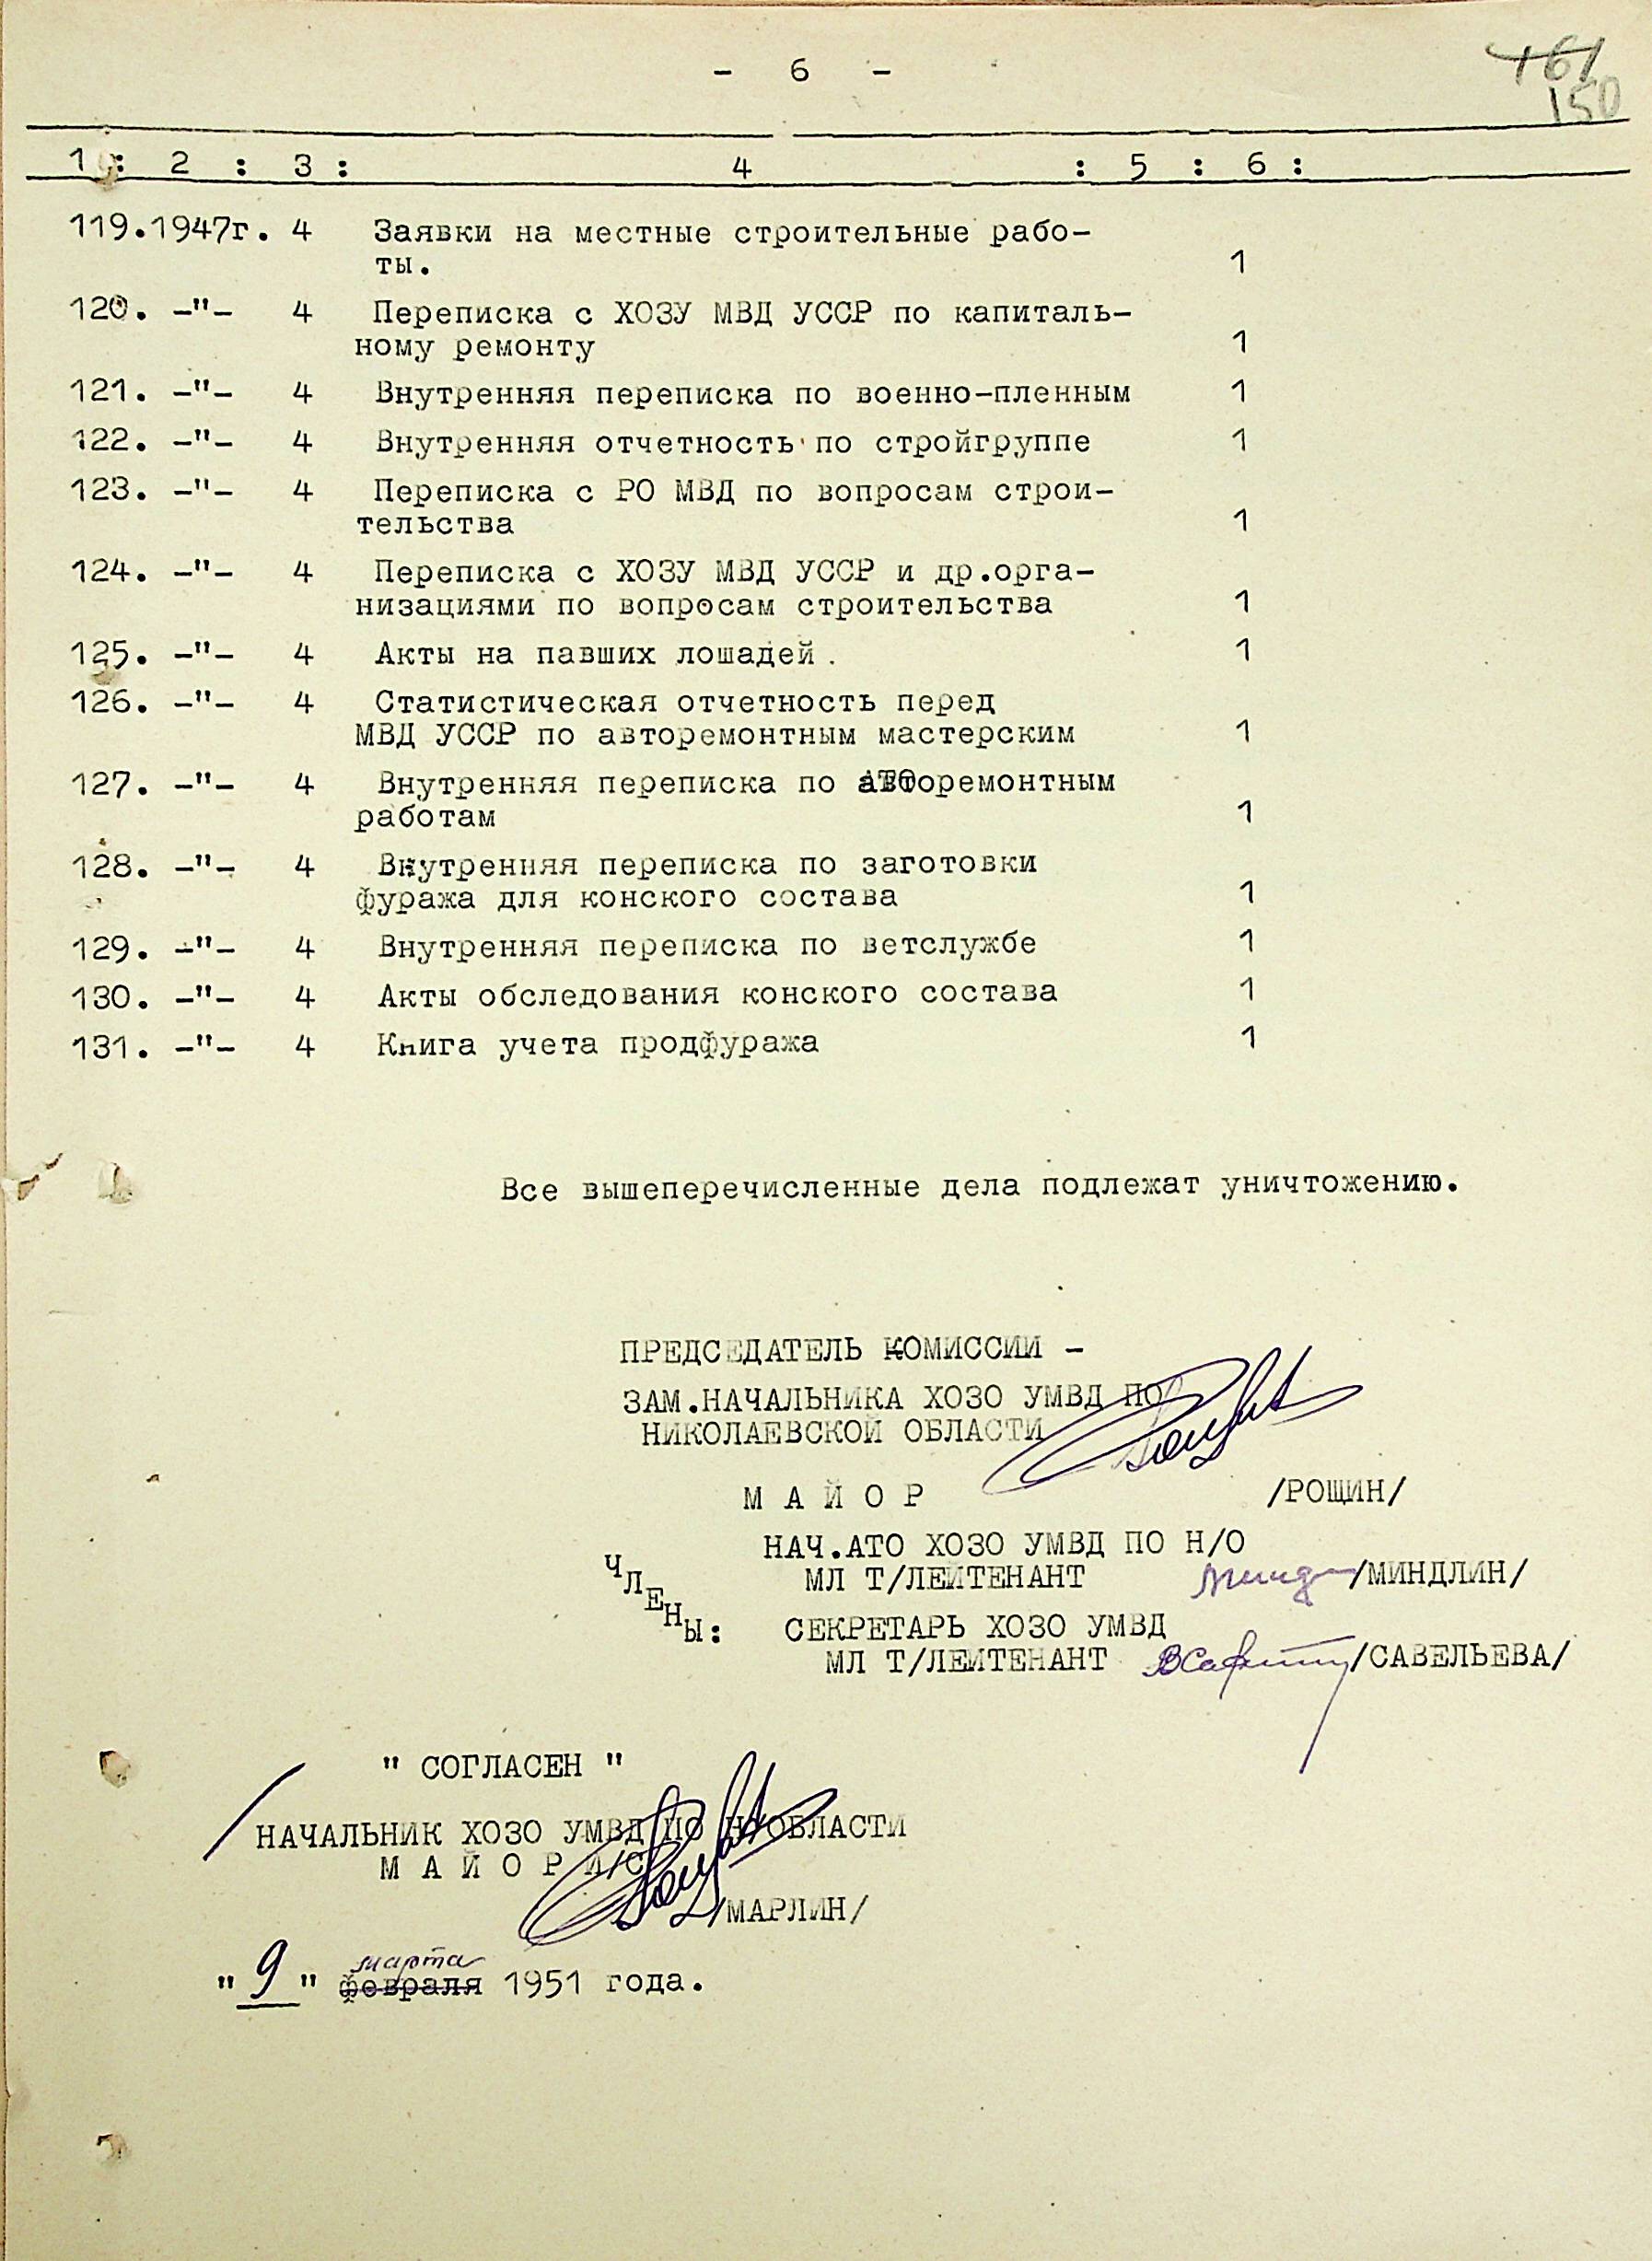 - 6 -
161
150
1 : 2 : 3 : 4 : 5 : 6 :
119. 1947г. 4 Заявки на местные строительные рабо-
ты. 1
120. -"- 4 Переписка с ХОЗУ МВД УССР по капиталь-
ному ремонту 1
121. -"- 4 Внутренняя переписка по военно-пленным 1
122. -"- 4 Внутренняя отчетность по стройгруппе 1
123. -"- 4 Переписка с РО МВД по вопросам строи-
тельства 1
124. -"- 4 Переписка с ХОЗУ МВД УССР и др.орга-
низациями по вопросам строительства 1
125. -"- 4 Акты на павших лошадей. 1
126. -"- 4 Статистическая отчетность перед
МВД УССР по авторемонтным мастерским 1
127. -"- 4 Внутренняя переписка по авторемонтным
работам 1
128. -"- 4 Внутренняя переписка по заготовки
фуража для конского состава 1
129. -"- 4 Внутренняя переписка по ветслужбе 1
130. -"- 4 Акты обследования конского состава 1
131. -"- 4 Книга учета продфуража 1
Все вышеперечисленные дела подлежат уничтожению.
ПРЕДСЕДАТЕЛЬ КОМИССИИ -
ЗАМ.НАЧАЛЬНИКА ХОЗО УМВД ПО
НИКОЛАЕВСКОЙ ОБЛАСТИ
М А Й О Р /РОЩИН/
НАЧ.АТО ХОЗО УМВД ПО Н/О
МЛ Т/ЛЕЙТЕНАНТ /МИНДЛИН/
ЧЛЕНЫ: СЕКРЕТАРЬ ХОЗО УМВД
МЛ Т/ЛЕЙТЕНАНТ /САВЕЛЬЕВА/
" СОГЛАСЕН "
НАЧАЛЬНИК ХОЗО УМВД ПО Н/ОБЛАСТИ
М А Й О Р И/С
/МАРЛИН/
марта
" 9 " февраля 1951 года.